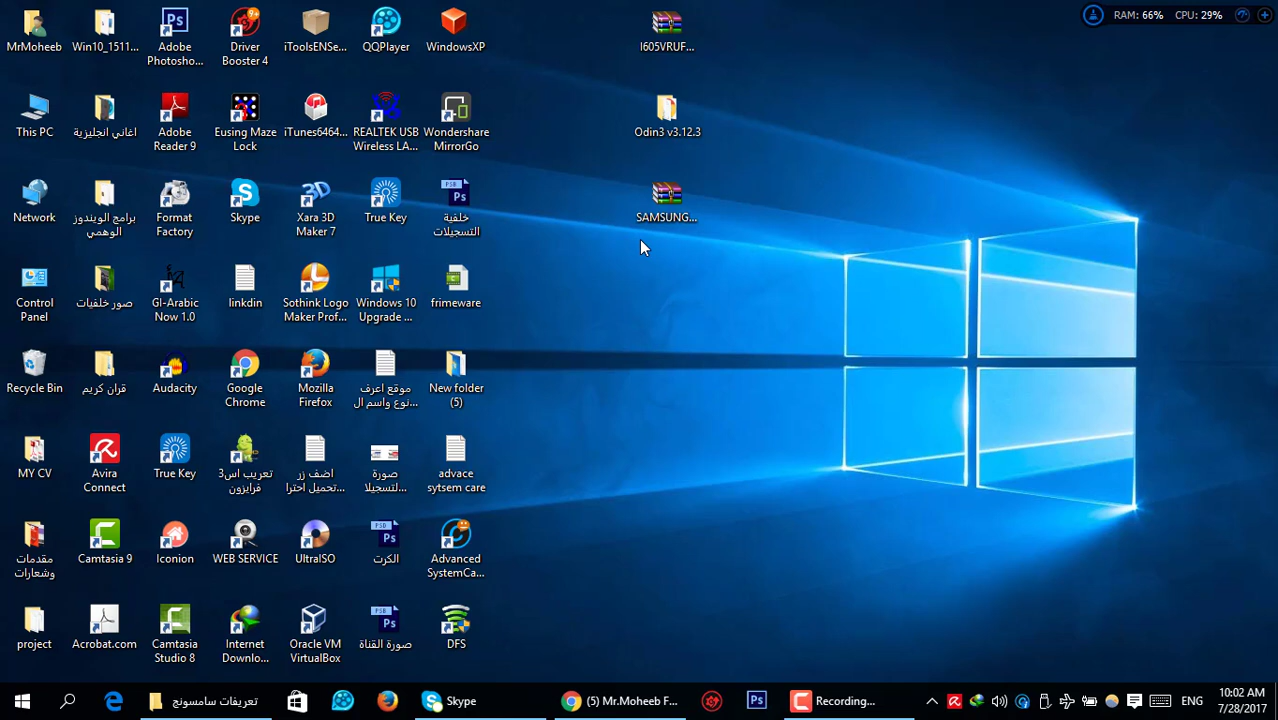 MrMoheeb
Win10_1511...
Adobe
Photosho...
Driver
Booster 4
iToolsENSe...
QQPlayer
WindowsXP
I605VRUF...
RAM: 66%
CPU: 29%
This PC
اغاني انجليزية
Adobe
Reader 9
Eusing Maze
Lock
iTunes6464...
REALTEK USB
Wireless LA...
Wondershare
MirrorGo
Odin3 v3.12.3
Network
برامج الويندوز
الوهمي
Format
Factory
Skype
Xara 3D
Maker 7
True Key
خلفية
التسجيلات
SAMSUNG...
Control
Panel
صور خلفيات
GI-Arabic
Now 1.0
linkdin
Sothink Logo
Maker Prof...
Windows 10
Upgrade ...
frimeware
Recycle Bin
قران كريم
Audacity
Google
Chrome
Mozilla
Firefox
موقع اعرف
نوع واسم ال...
New folder
(5)
MY CV
Avira
Connect
True Key
تعريب اس3
فرايزون
اضف زر
تحميل احترا...
صورة
لتسجيلا...
advace
sytsem care
مقدمات
وشعارات
Camtasia 9
Iconion
WEB SERVICE
UltraISO
الكرت
Advanced
SystemCa...
project
Acrobat.com
Camtasia
Studio 8
Internet
Downlo...
Oracle VM
VirtualBox
صورة القناة
DFS
تعريفات سامسونج
Skype
(5) Mr.Moheeb F...
Recording...
ENG
10:02 AM
7/28/2017